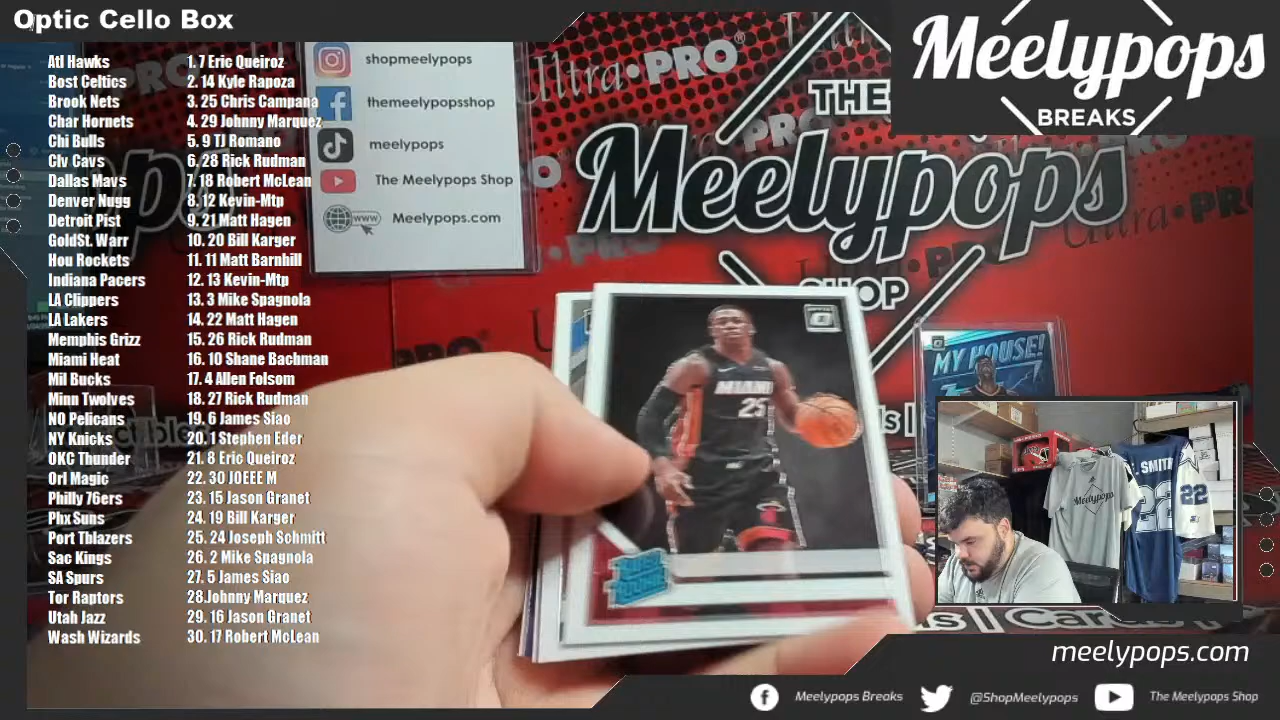 Optic Cello Box
Atl Hawks 1. 7 Eric Queiroz
Bost Celtics 2. 14 Kyle Rapoza
Brook Nets 3. 25 Chris Campana
Char Hornets 4. 29 Johnny Marquez
Chi Bulls 5. 9 TJ Romano
Clv Cavs 6. 28 Rick Rudman
Dallas Mavs 7. 18 Robert McLean
Denver Nugg 8. 12 Kevin-Mtp
Detroit Pist 9. 21 Matt Hagen
GoldSt. Warr 10. 20 Bill Karger
Hou Rockets 11. 11 Matt Barnhill
Indiana Pacers 12. 13 Kevin-Mtp
LA Clippers 13. 3 Mike Spagnola
LA Lakers 14. 22 Matt Hagen
Memphis Grizz 15. 26 Rick Rudman
Miami Heat 16. 10 Shane Bachman
Mil Bucks 17. 4 Allen Folsom
Minn Twolves 18. 27 Rick Rudman
NO Pelicans 19. 6 James Siao
NY Knicks 20. 1 Stephen Eder
OKC Thunder 21. 8 Eric Queiroz
Orl Magic 22. 30 JOEEE M
Philly 76ers 23. 15 Jason Granet
Phx Suns 24. 19 Bill Karger
Port Tblazers 25. 24 Joseph Schmitt
Sac Kings 26. 2 Mike Spagnola
SA Spurs 27. 5 James Siao
Tor Raptors 28.Johnny Marquez
Utah Jazz 29. 16 Jason Granet
Wash Wizards 30. 17 Robert McLean
shopmeelypops
themeelypopsshop
meelypops
The Meelypops Shop
www
Meelypops.com
Ultra PRO
THE
Meelypops
SHOP
Meelypops
BREAKS
MY HOUSE!
MIAMI
25
Meelypops
E. SMITH
22
22
meelypops.com
Meelypops Breaks
@ShopMeelypops
The Meelypops Shop